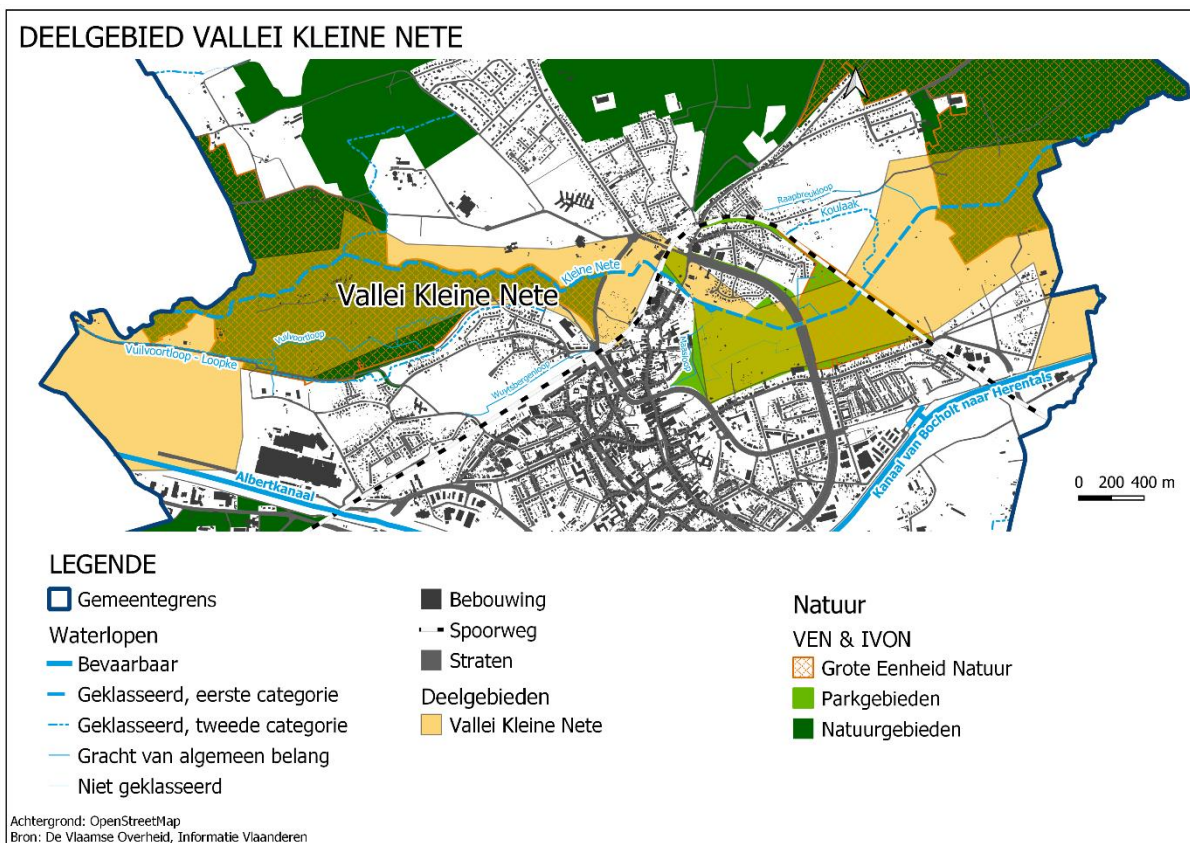 DEELGEBIED VALLEI KLEINE NETE
Raapbroukloop
Koulaak
Kleine Nete
Vallei Kleine Nete
Vuilvoortloop
Vuilvoortloop - Loopke
Wuytsbergenloop
Kanaal van Bocholt naar Herentals
Albertkanaal
0 200 400 m
LEGENDE
Gemeentegrens
Waterlopen
Bevaarbaar
Geklasseerd, eerste categorie
Geklasseerd, tweede categorie
Gracht van algemeen belang
Niet geklasseerd
Bebouwing
Spoorweg
Straten
Deelgebieden
Vallei Kleine Nete
Natuur
VEN & IVON
Grote Eenheid Natuur
Parkgebieden
Natuurgebieden
Achtergrond: OpenStreetMap
Bron: De Vlaamse Overheid, Informatie Vlaanderen